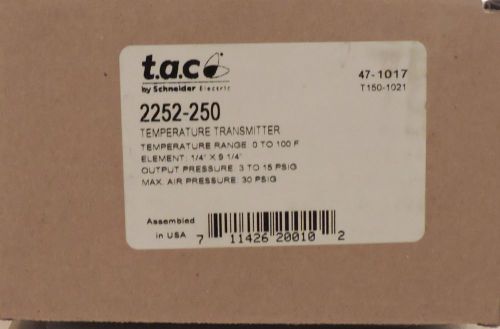 t.a.c
by Schneider Electric
47-1017
T150-1021
2252-250
TEMPERATURE TRANSMITTER
TEMPERATURE RANGE: 0 TO 100 F
ELEMENT: 1/4" X 9 1/4"
OUTPUT PRESSURE: 3 TO 15 PSIG
MAX. AIR PRESSURE: 30 PSIG
Assembled
in USA
7 11426 20010 2